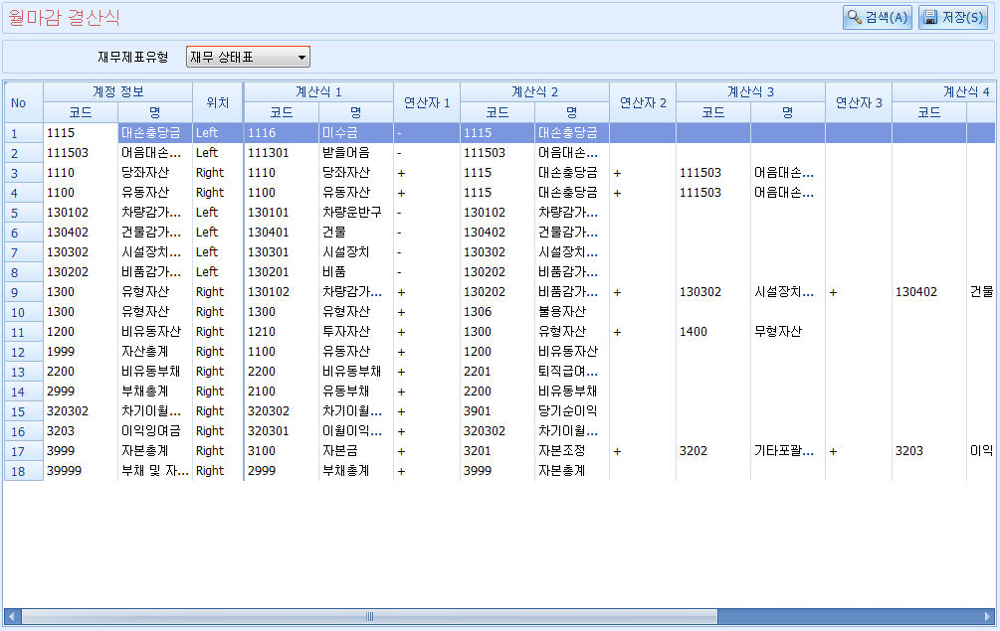 월마감 결산식
검색(A) 저장(S)
재무제표유형 재무 상태표
No 계정 정보 위치 계산식 1 연산자 1 계산식 2 연산자 2 계산식 3 연산자 3 계산식 4
코드 명 코드 명 코드 명 코드 명 코드
1 1115 대손충당금 Left 1116 미수금 - 1115 대손충당금
2 111503 어음대손... Left 111301 받을어음 - 111503 어음대손...
3 1110 당좌자산 Right 1110 당좌자산 + 1115 대손충당금 + 111503 어음대손...
4 1100 유동자산 Right 1100 유동자산 + 1115 대손충당금 + 111503 어음대손...
5 130102 차량감가... Left 130101 차량운반구 - 130102 차량감가...
6 130402 건물감가... Left 130401 건물 - 130402 건물감가...
7 130302 시설장치... Left 130301 시설장치 - 130302 시설장치...
8 130202 비품감가... Left 130201 비품 - 130202 비품감가...
9 1300 유형자산 Right 130102 차량감가... + 130202 비품감가... + 130302 시설장치... + 130402 건물
10 1300 유형자산 Right 1300 유형자산 + 1306 불용자산
11 1200 비유동자산 Right 1210 투자자산 + 1300 유형자산 + 1400 무형자산
12 1999 자산총계 Right 1100 유동자산 + 1200 비유동자산
13 2200 비유동부채 Right 2200 비유동부채 + 2201 퇴직급여...
14 2999 부채총계 Right 2100 유동부채 + 2200 비유동부채
15 320302 차기이월... Right 320302 차기이월... + 3901 당기순이익
16 3203 이익잉여금 Right 320301 이월이익... + 320302 차기이월...
17 3999 자본총계 Right 3100 자본금 + 3201 자본조정 + 3202 기타포괄... + 3203 이익
18 39999 부채 및 자... Right 2999 부채총계 + 3999 자본총계